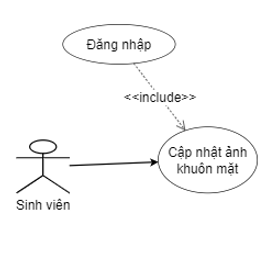 Đăng nhập
<<include>>
Cập nhật ảnh
khuôn mặt
Sinh viên